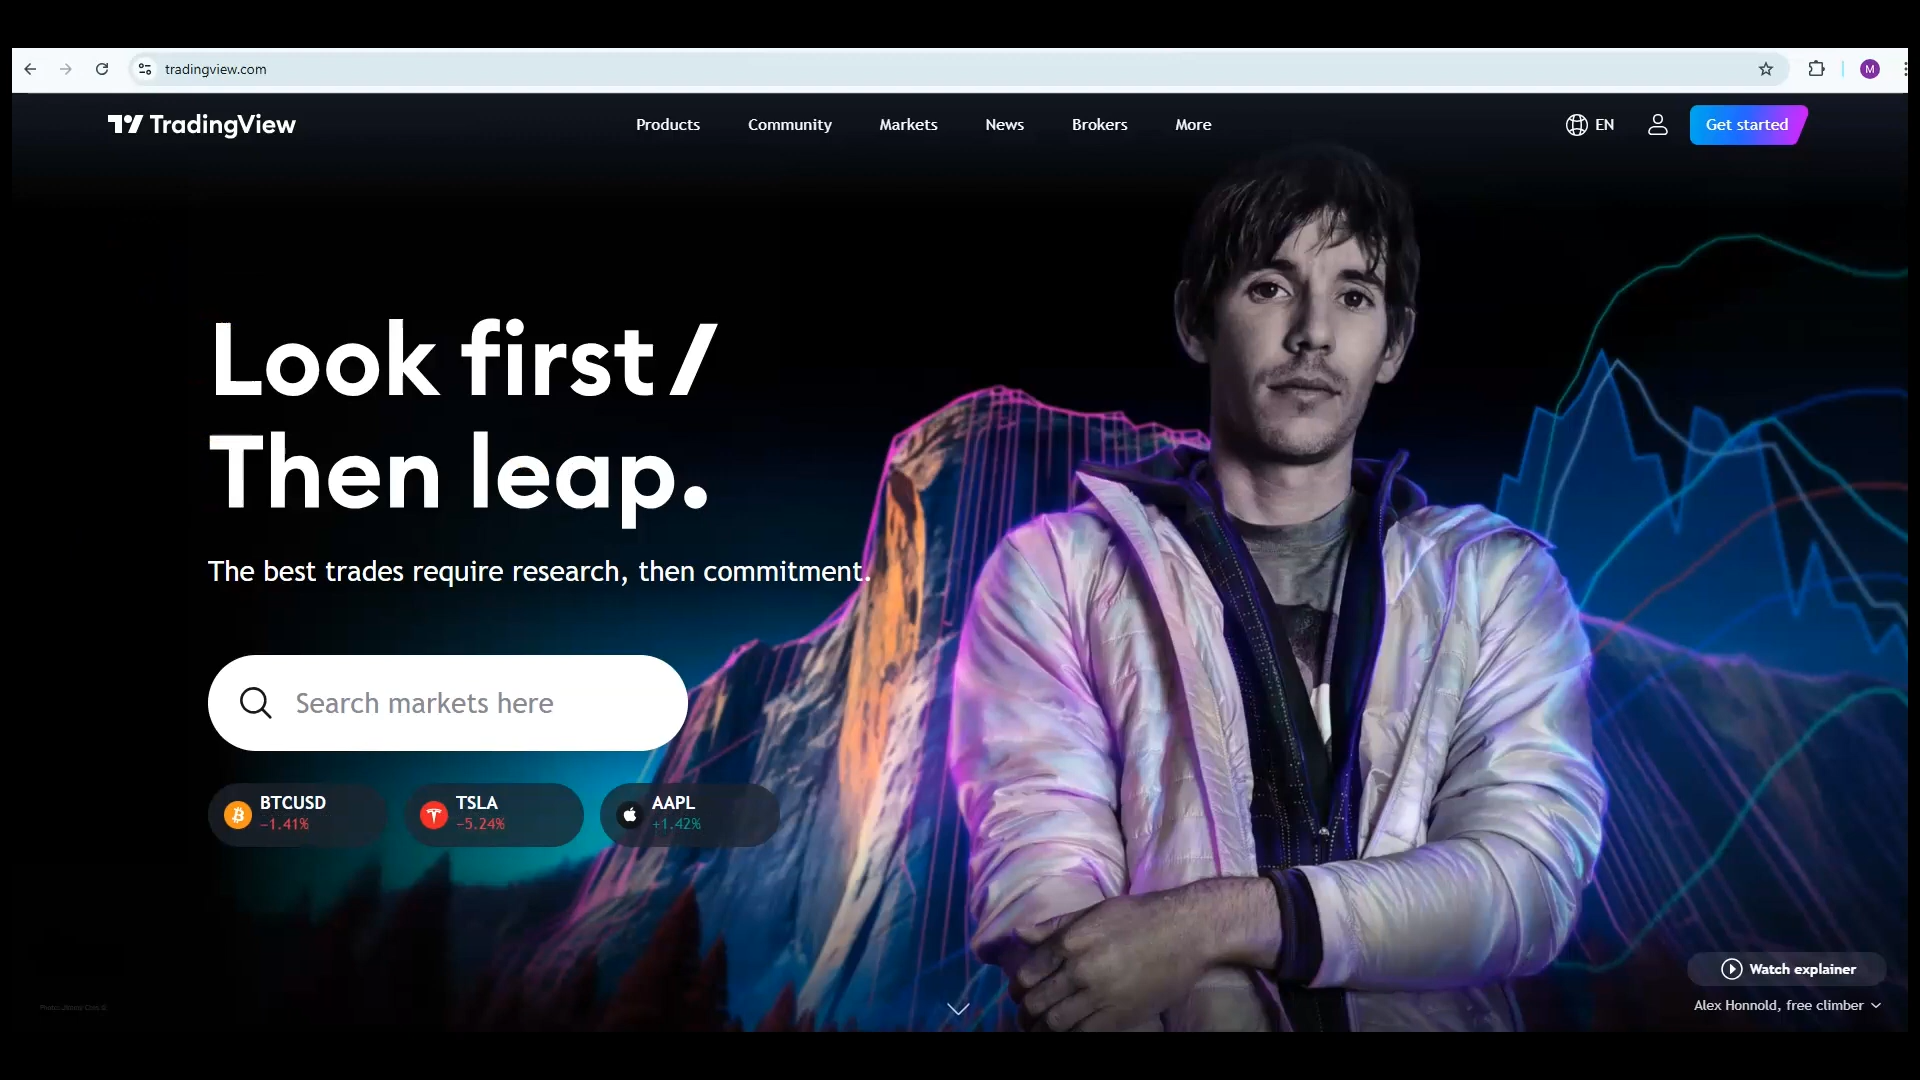 tradingview.com
M
TradingView
Products
Community
Markets
News
Brokers
More
EN
Get started
Look first /
Then leap.
The best trades require research, then commitment.
Search markets here
BTCUSD
−1.41%
TSLA
−5.24%
AAPL
+1.42%
Watch explainer
Alex Honnold, free climber